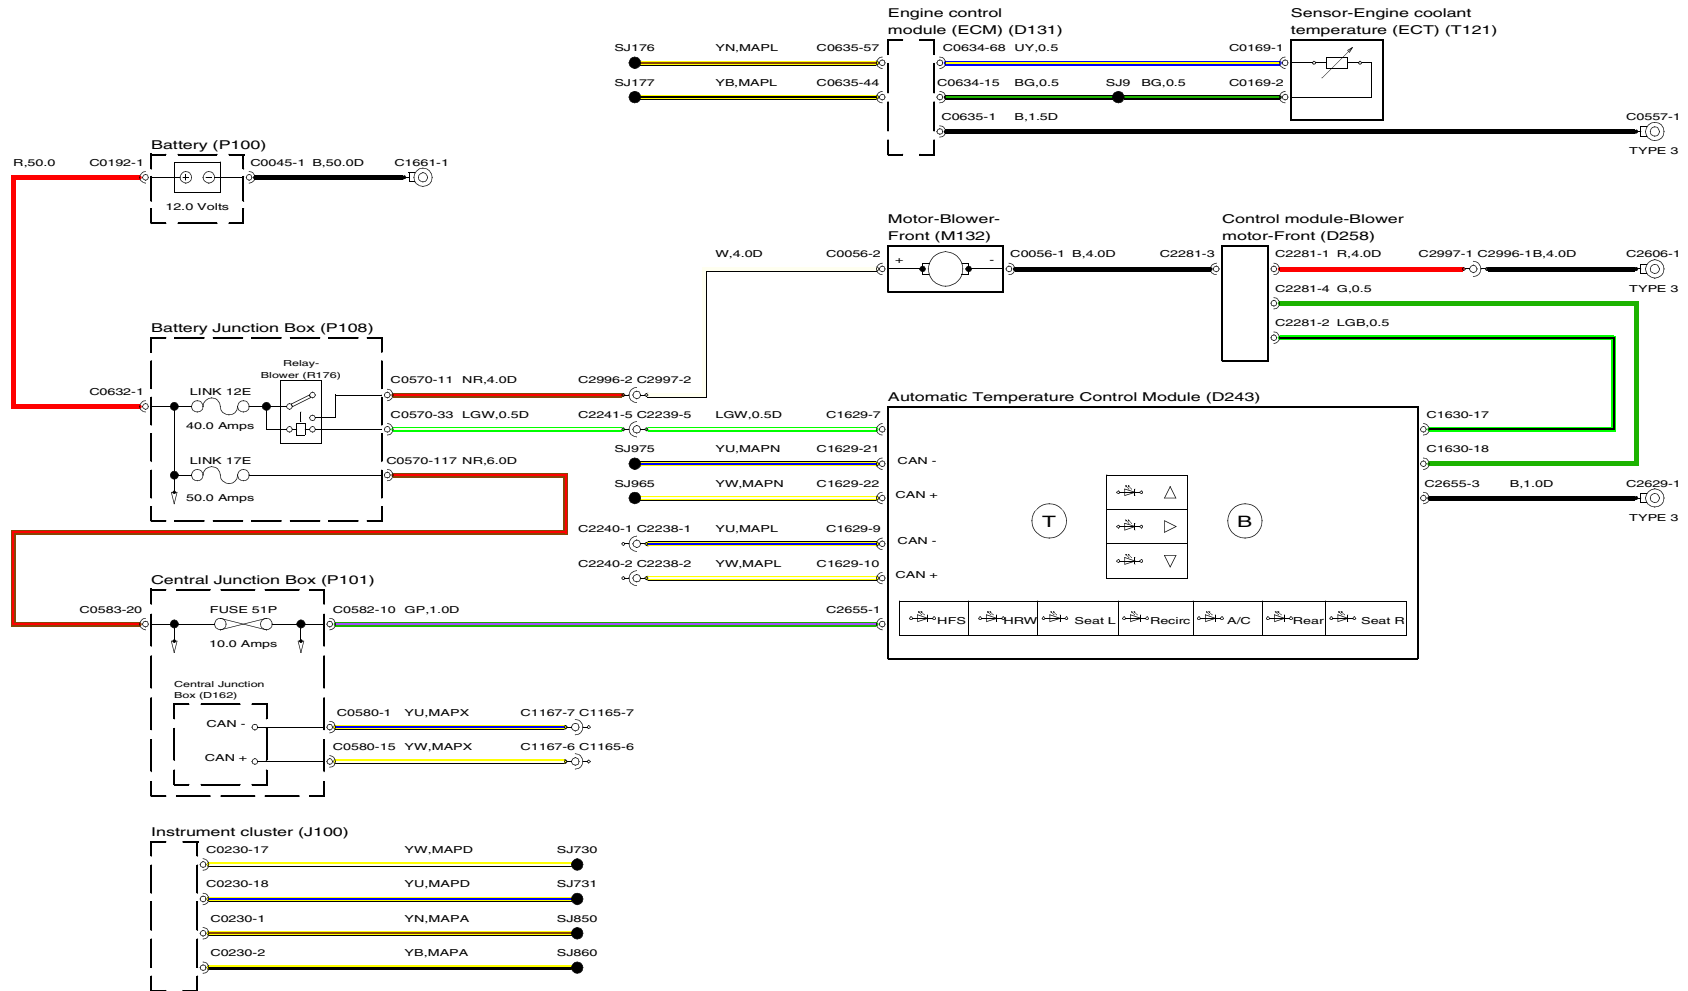 Engine control
module (ECM) (D131)
Sensor-Engine coolant
temperature (ECT) (T121)
SJ176 YN,MAPL C0635-57 C0634-68 UY,0.5 C0169-1
SJ177 YB,MAPL C0635-44 C0634-15 BG,0.5 SJ9 BG,0.5 C0169-2
C0635-1 B,1.5D C0557-1
TYPE 3
Battery (P100)
R,50.0 C0192-1 C0045-1 B,50.0D C1661-1
+ -
12.0 Volts
Motor-Blower-
Front (M132)
Control module-Blower
motor-Front (D258)
W,4.0D C0056-2 C0056-1 B,4.0D C2281-3 C2281-1 R,4.0D C2997-1 C2996-1B,4.0D C2606-1
+ -
TYPE 3
C2281-4 G,0.5
C2281-2 LGB,0.5
Battery Junction Box (P108)
Relay-
Blower (R176)
C0632-1 LINK 12E
40.0 Amps
C0570-11 NR,4.0D C2996-2 C2997-2
C0570-33 LGW,0.5D C2241-5 C2239-5 LGW,0.5D C1629-7
LINK 17E
50.0 Amps
C0570-117 NR,6.0D
Automatic Temperature Control Module (D243)
C1630-17
SJ975 YU,MAPN C1629-21 CAN -
C1630-18
SJ965 YW,MAPN C1629-22 CAN +
C2655-3 B,1.0D C2629-1
TYPE 3
T B
C2240-1 C2238-1 YU,MAPL C1629-9 CAN -
C2240-2 C2238-2 YW,MAPL C1629-10 CAN +
Central Junction Box (P101)
C0583-20 FUSE 51P
10.0 Amps
C0582-10 GP,1.0D C2655-1
HFS HRW Seat L Recirc A/C Rear Seat R
Central Junction
Box (D162)
CAN - C0580-1 YU,MAPX C1167-7 C1165-7
CAN + C0580-15 YW,MAPX C1167-6 C1165-6
Instrument cluster (J100)
C0230-17 YW,MAPD SJ730
C0230-18 YU,MAPD SJ731
C0230-1 YN,MAPA SJ850
C0230-2 YB,MAPA SJ860